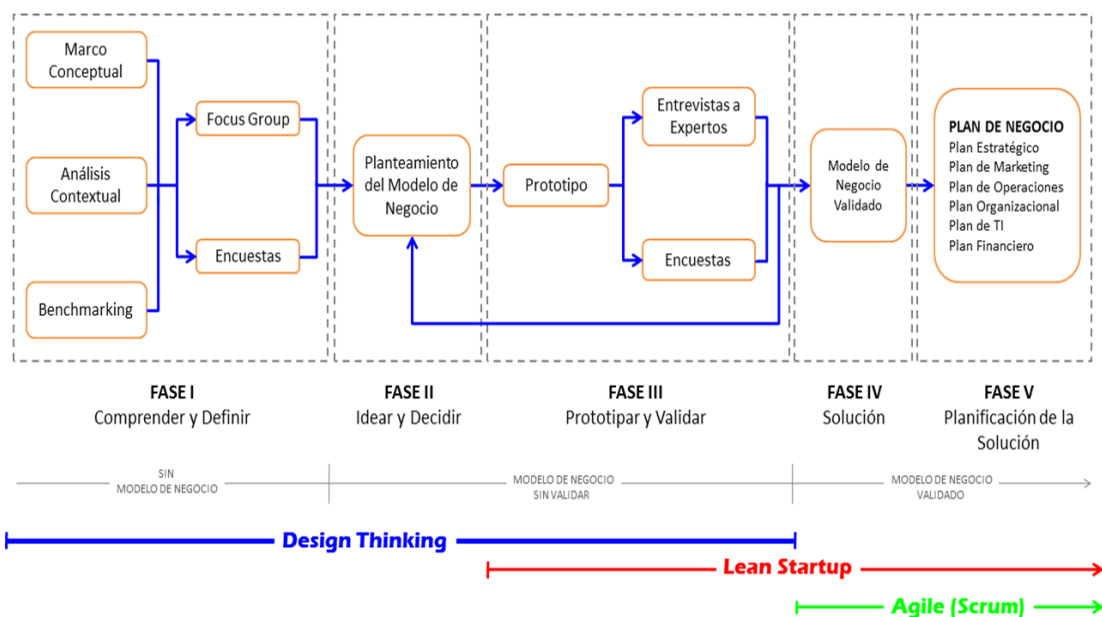 Marco
Conceptual
Análisis
Contextual
Benchmarking
Focus Group
Encuestas
Planteamiento
del Modelo de
Negocio
Prototipo
Entrevistas a
Expertos
Encuestas
Modelo de
Negocio
Validado
PLAN DE NEGOCIO
Plan Estratégico
Plan de Marketing
Plan de Operaciones
Plan Organizacional
Plan de TI
Plan Financiero
FASE I
Comprender y Definir
FASE II
Idear y Decidir
FASE III
Prototipar y Validar
FASE IV
Solución
FASE V
Planificación de la
Solución
SIN
MODELO DE NEGOCIO
MODELO DE NEGOCIO
SIN VALIDAR
MODELO DE NEGOCIO
VALIDADO
Design Thinking
Lean Startup
Agile (Scrum)